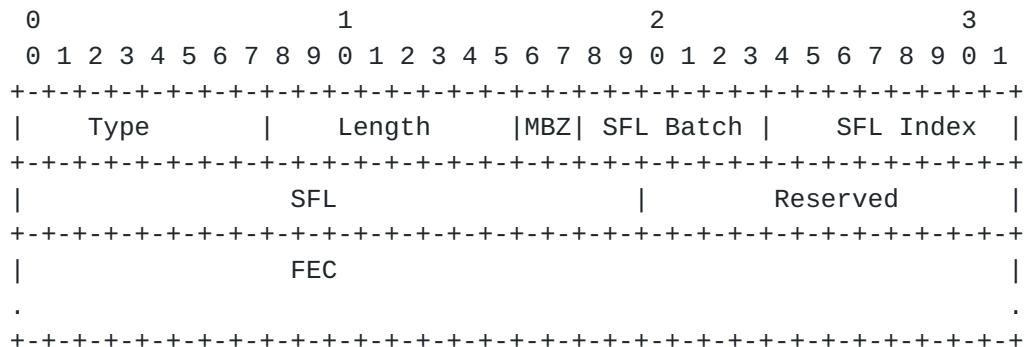 0                   1                   2                   3
 0 1 2 3 4 5 6 7 8 9 0 1 2 3 4 5 6 7 8 9 0 1 2 3 4 5 6 7 8 9 0 1
+-+-+-+-+-+-+-+-+-+-+-+-+-+-+-+-+-+-+-+-+-+-+-+-+-+-+-+-+-+-+-+-+
|    Type       |    Length     |MBZ| SFL Batch |    SFL Index  |
+-+-+-+-+-+-+-+-+-+-+-+-+-+-+-+-+-+-+-+-+-+-+-+-+-+-+-+-+-+-+-+-+
|                 SFL                   |        Reserved       |
+-+-+-+-+-+-+-+-+-+-+-+-+-+-+-+-+-+-+-+-+-+-+-+-+-+-+-+-+-+-+-+-+
|                 FEC                                           |
.                                                               .
+-+-+-+-+-+-+-+-+-+-+-+-+-+-+-+-+-+-+-+-+-+-+-+-+-+-+-+-+-+-+-+-+